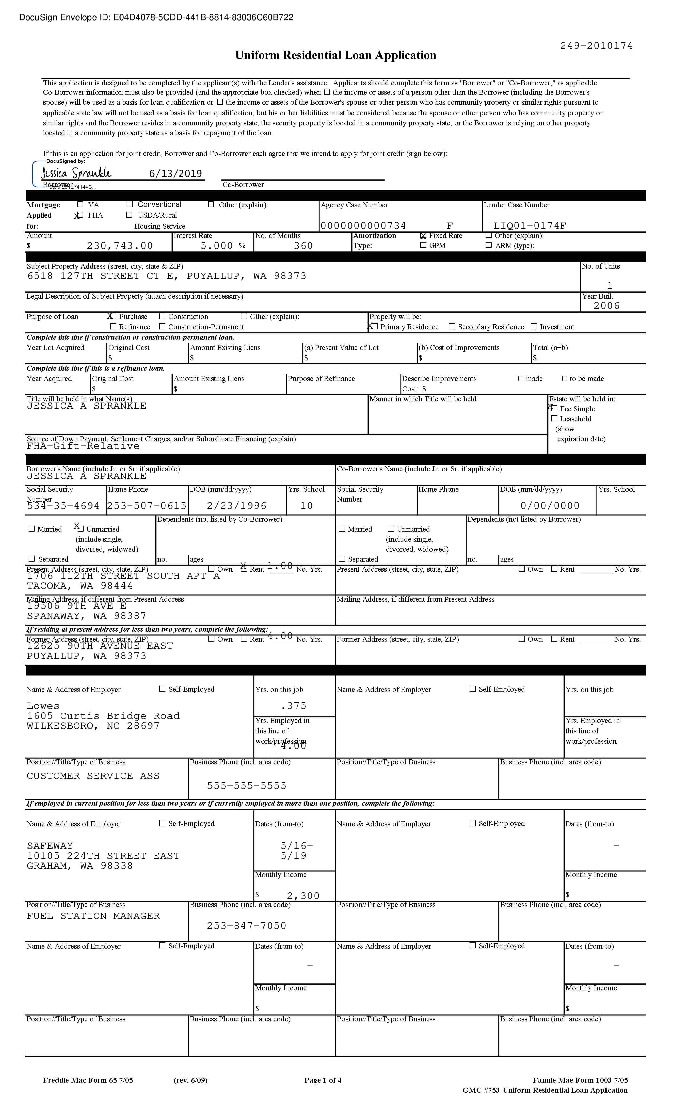 DocuSign Envelope ID: E04D4078-5CDD-441B-8814-83036C60B722
249-2010174
Uniform Residential Loan Application
This application is designed to be completed by the applicant(s) with the Lender's assistance. Applicants should complete this form as "Borrower" or "Co-Borrower," as applicable.
Co-Borrower information must also be provided (and the appropriate box checked) when ☐ the income or assets of a person other than the Borrower (including the Borrower's
spouse) will be used as a basis for loan qualification or ☐ the income or assets of the Borrower's spouse or other person who has community property or similar rights pursuant to
applicable state law will not be used as a basis for loan qualification, but his or her liabilities must be considered because the spouse or other person who has community property or
similar rights and the Borrower resides in a community property state, the security property is located in a community property state, or the Borrower is relying on other property
located in a community property state as a basis for repayment of the loan.
If this is an application for joint credit, Borrower and Co-Borrower each agree that we intend to apply for joint credit (sign below):
DocuSigned by:
Jessica Sprankle 6/13/2019
Borrower Co-Borrower
Mortgage ☐ VA ☐ Conventional ☐ Other (explain): Agency Case Number Lender Case Number
Applied X FHA ☐ USDA/Rural
for: Housing Service 0000000000734 F LIQ01-0174F
Amount Interest Rate No. of Months Amortization X Fixed Rate ☐ Other (explain):
$ 230,743.00 5.000 % 360 Type: ☐ GPM ☐ ARM (type):
Subject Property Address (street, city, state & ZIP) No. of Units
6518 127TH STREET CT E, PUYALLUP, WA 98373 1
Legal Description of Subject Property (attach description if necessary) Year Built
2006
Purpose of Loan X Purchase ☐ Construction ☐ Other (explain): Property will be:
☐ Refinance ☐ Construction-Permanent X Primary Residence ☐ Secondary Residence ☐ Investment
Complete this line if construction or construction-permanent loan.
Year Lot Acquired Original Cost Amount Existing Liens (a) Present Value of Lot (b) Cost of Improvements Total (a+b)
$ $ $ $ $
Complete this line if this is a refinance loan.
Year Acquired Original Cost Amount Existing Liens Purpose of Refinance Describe Improvements ☐ made ☐ to be made
$ $ Cost: $
Title will be held in what Name(s) Manner in which Title will be held Estate will be held in:
JESSICA A SPRANKLE X Fee Simple
☐ Leasehold
(show
Source of Down Payment, Settlement Charges, and/or Subordinate Financing (explain) expiration date)
FHA-Gift-Relative
Borrower's Name (include Jr. or Sr. if applicable) Co-Borrower's Name (include Jr. or Sr. if applicable)
JESSICA A SPRANKLE
Social Security Home Phone DOB (mm/dd/yyyy) Yrs. School Social Security Home Phone DOB (mm/dd/yyyy) Yrs. School
Number Number
534-35-4694 253-507-0615 2/23/1996 10 0/00/0000
Dependents (not listed by Co-Borrower) Dependents (not listed by Borrower)
☐ Married X Unmarried ☐ Married ☐ Unmarried
(include single, (include single,
divorced, widowed) divorced, widowed)
☐ Separated no. ages ☐ Separated no. ages
Present Address (street, city, state, ZIP) ☐ Own X Rent 1.00 No. Yrs. Present Address (street, city, state, ZIP) ☐ Own ☐ Rent No. Yrs.
1706 112TH STREET SOUTH APT A
TACOMA, WA 98444
Mailing Address, if different from Present Address Mailing Address, if different from Present Address
19506 9TH AVE E
SPANAWAY, WA 98387
If residing at present address for less than two years, complete the following:
Former Address (street, city, state, ZIP) ☐ Own ☐ Rent 4.00 No. Yrs. Former Address (street, city, state, ZIP) ☐ Own ☐ Rent No. Yrs.
12625 90TH AVENUE EAST
PUYALLUP, WA 98373
Name & Address of Employer ☐ Self-Employed Yrs. on this job Name & Address of Employer ☐ Self-Employed Yrs. on this job
Lowes .375
1605 Curtis Bridge Road
WILKESBORO, NC 28697 Yrs. Employed in Yrs. Employed in
this line of this line of
work/profession work/profession
4.00
Position/Title/Type of Business Business Phone (incl. area code) Position/Title/Type of Business Business Phone (incl. area code)
CUSTOMER SERVICE ASS
555-555-5555
If employed in current position for less than two years or if currently employed in more than one position, complete the following:
Name & Address of Employer ☐ Self-Employed Dates (from-to) Name & Address of Employer ☐ Self-Employed Dates (from-to)
SAFEWAY 5/16- –
10105 224TH STREET EAST 5/19
GRAHAM, WA 98338
Monthly Income Monthly Income
$ 2,300 $
Position/Title/Type of Business Business Phone (incl. area code) Position/Title/Type of Business Business Phone (incl. area code)
FUEL STATION MANAGER
253-847-7050
Name & Address of Employer ☐ Self-Employed Dates (from-to) Name & Address of Employer ☐ Self-Employed Dates (from-to)
– –
Monthly Income Monthly Income
$ $
Position/Title/Type of Business Business Phone (incl. area code) Position/Title/Type of Business Business Phone (incl. area code)
Freddie Mac Form 65 7/05 (rev. 6/09) Page 1 of 4 Fannie Mae Form 1003 7/05
GMC #753 Uniform Residential Loan Application